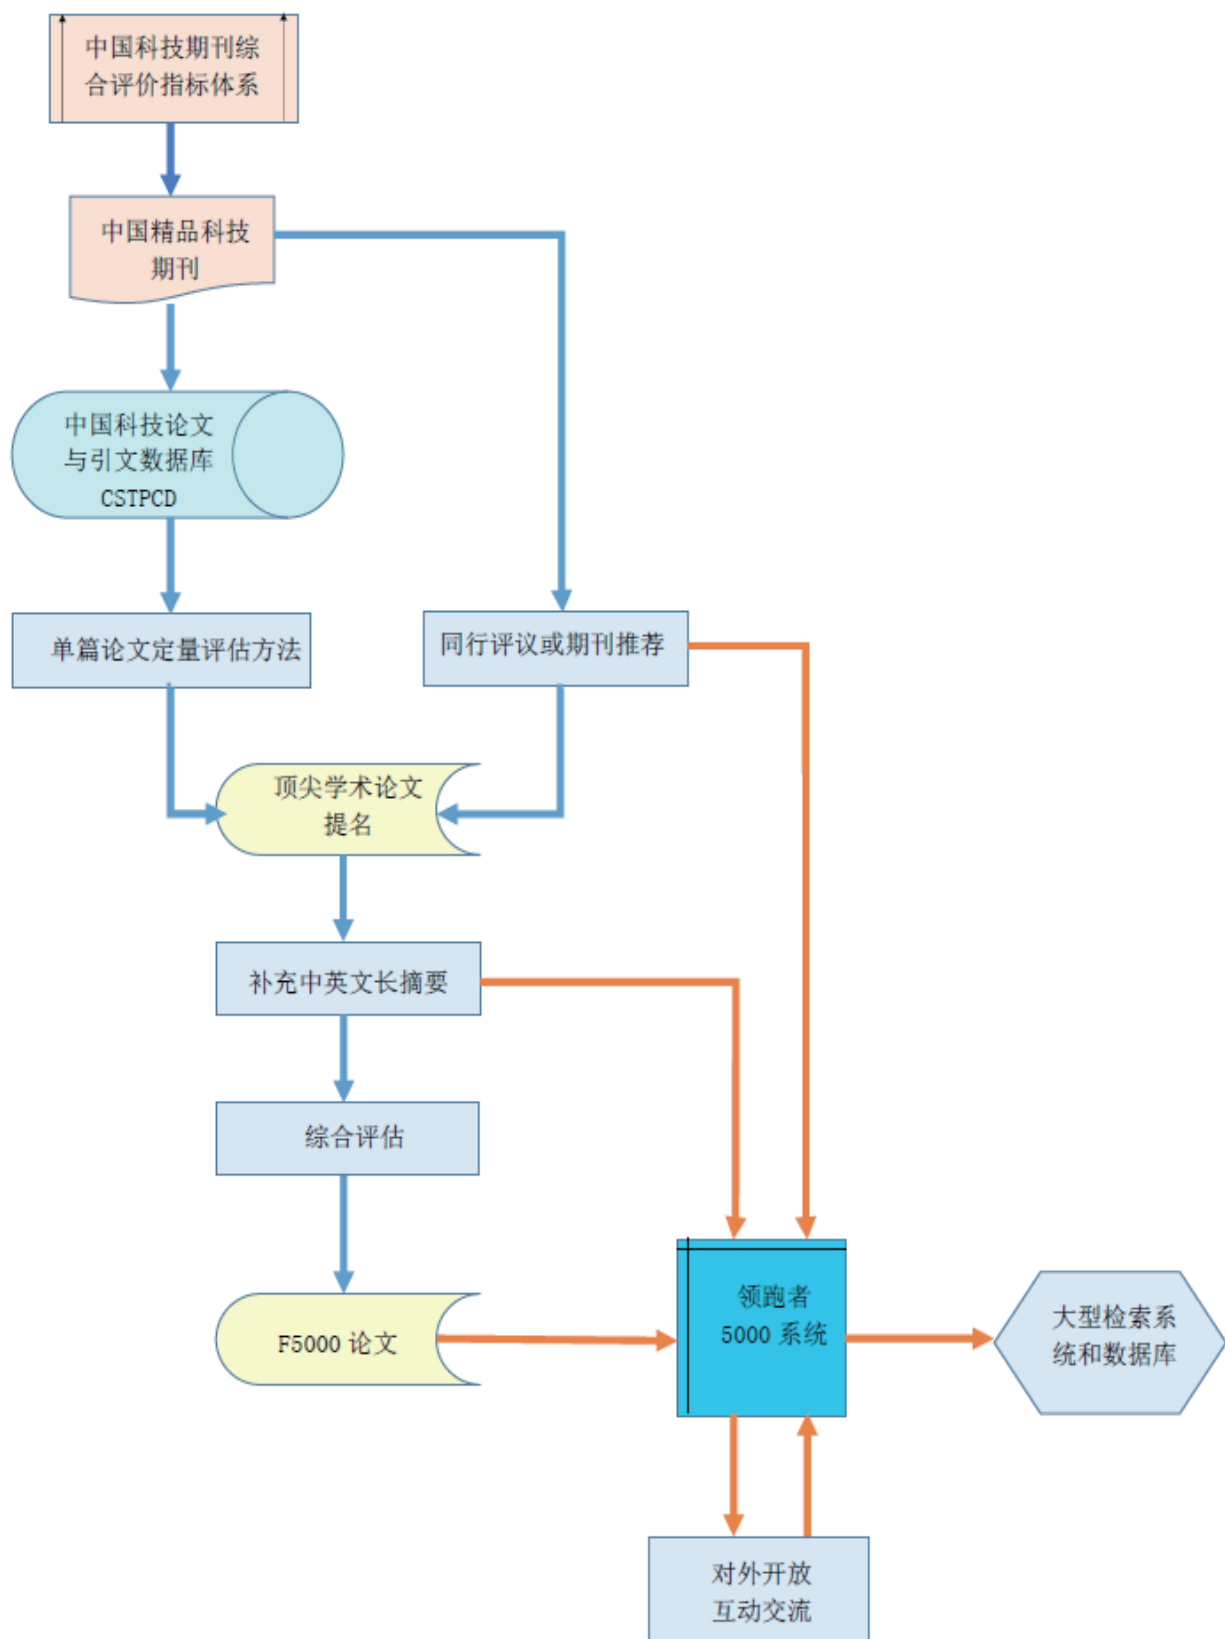 中国科技期刊综
合评价指标体系
中国精品科技
期刊
中国科技论文
与引文数据库
CSTPCD
单篇论文定量评估方法
同行评议或期刊推荐
顶尖学术论文
提名
补充中英文长摘要
综合评估
F5000 论文
领跑者
5000 系统
大型检索系
统和数据库
对外开放
互动交流